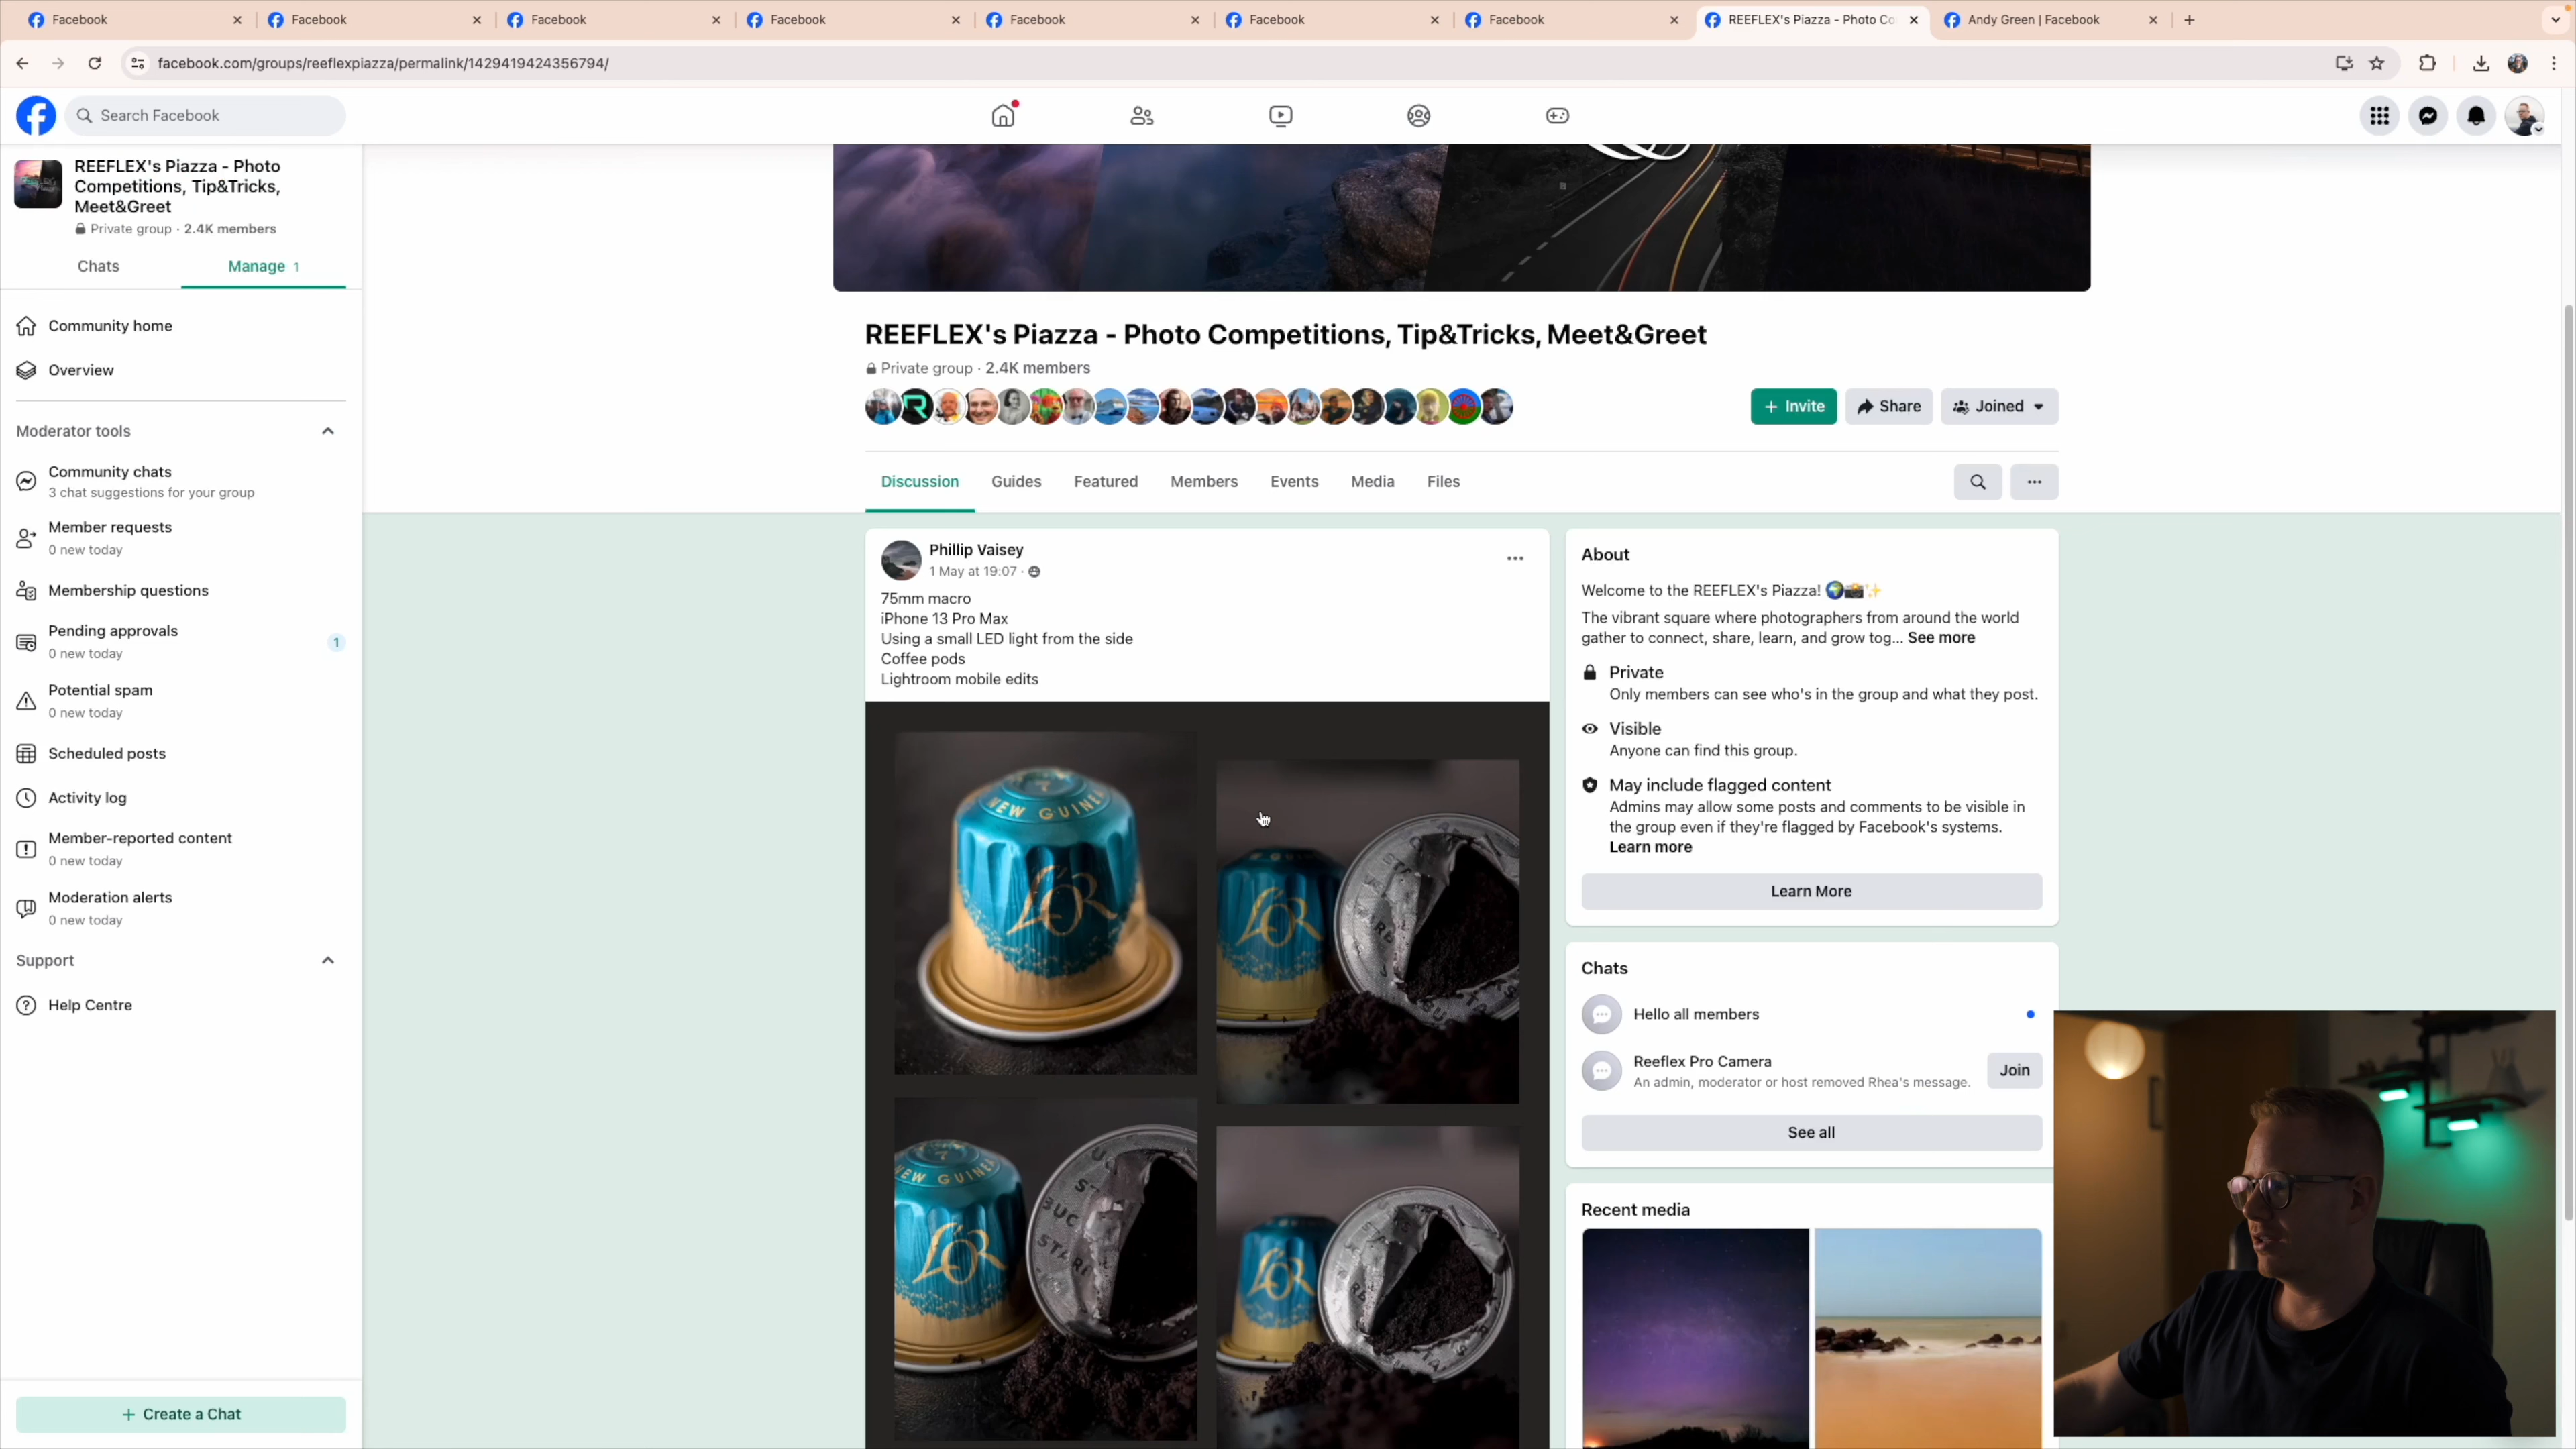 Facebook
Facebook
Facebook
Facebook
Facebook
Facebook
Facebook
REEFLEX's Piazza - Photo Co
Andy Green | Facebook
facebook.com/groups/reeflexpiazza/permalink/1429419424356794/
Search Facebook
REEFLEX's Piazza - Photo
Competitions, Tip&Tricks,
Meet&Greet
Private group · 2.4K members
Chats
Manage 1
Community home
Overview
Moderator tools
Community chats
3 chat suggestions for your group
Member requests
0 new today
Membership questions
Pending approvals
0 new today
1
Potential spam
0 new today
Scheduled posts
Activity log
Member-reported content
0 new today
Moderation alerts
0 new today
Support
Help Centre
+ Create a Chat
REEFLEX's Piazza - Photo Competitions, Tip&Tricks, Meet&Greet
Private group · 2.4K members
+ Invite
Share
Joined
Discussion
Guides
Featured
Members
Events
Media
Files
Phillip Vaisey
1 May at 19:07 ·
75mm macro
iPhone 13 Pro Max
Using a small LED light from the side
Coffee pods
Lightroom mobile edits
7
NEW GUINEA
L'OR
L'OR
7
NEW GUINEA
L'OR
L'OR
About
Welcome to the REEFLEX's Piazza! 🌍📸✨
The vibrant square where photographers from around the world
gather to connect, share, learn, and grow tog... See more
Private
Only members can see who's in the group and what they post.
Visible
Anyone can find this group.
May include flagged content
Admins may allow some posts and comments to be visible in
the group even if they're flagged by Facebook's systems.
Learn more
Learn More
Chats
Hello all members
Reeflex Pro Camera
An admin, moderator or host removed Rhea's message.
Join
See all
Recent media